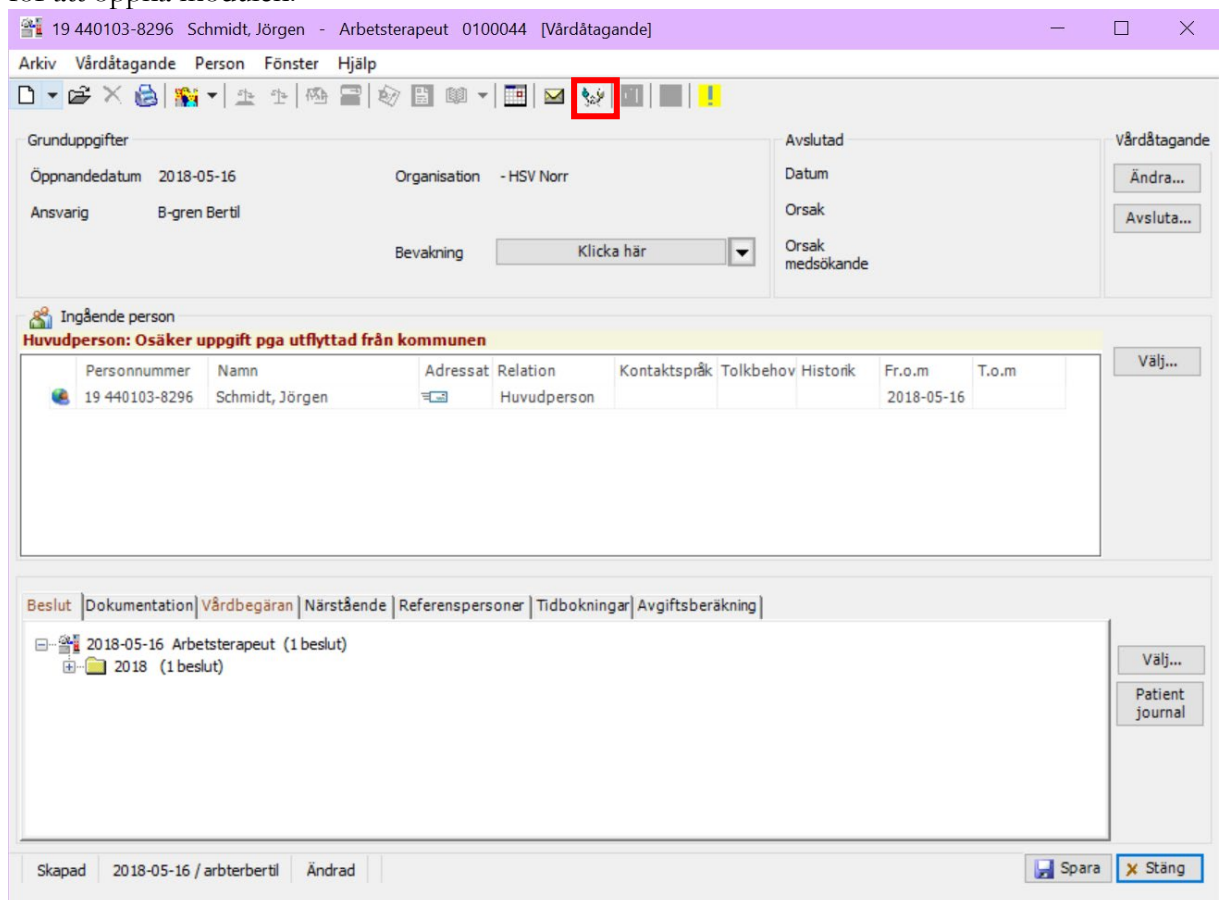 för att öppna modulen.
19 440103-8296 Schmidt, Jörgen - Arbetsterapeut 0100044 [Vårdåtagande]
Arkiv Vårdåtagande Person Fönster Hjälp
Grunduppgifter
Avslutad
Vårdåtagande
Öppnandedatum 2018-05-16
Organisation - HSV Norr
Datum
Ändra...
Ansvarig B-gren Bertil
Orsak
Avsluta...
Bevakning Klicka här
Orsak
medsökande
Ingående person
Huvudperson: Osäker uppgift pga utflyttad från kommunen
Personnummer Namn Adressat Relation Kontaktspråk Tolkbehov Historik Fr.o.m T.o.m
Välj...
19 440103-8296 Schmidt, Jörgen Huvudperson 2018-05-16
Beslut Dokumentation Vårdbegäran Närstående Referenspersoner Tidbokningar Avgiftsberäkning
2018-05-16 Arbetsterapeut (1 beslut)
2018 (1 beslut)
Välj...
Patient
journal
Skapad 2018-05-16 / arbterbertil Ändrad
Spara Stäng